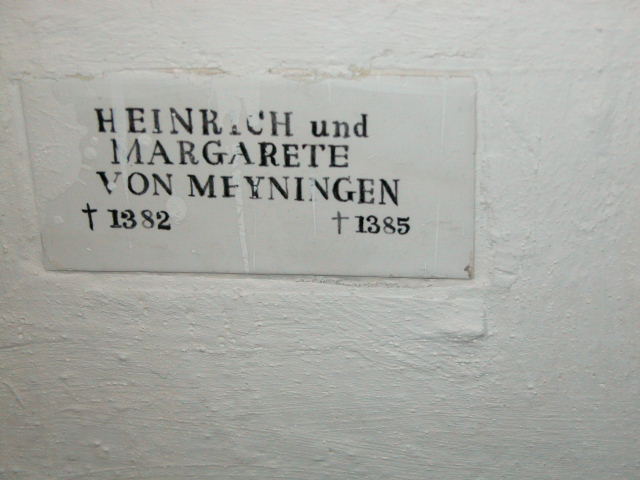 HEINRICH und
MARGARETE
VON MEYNINGEN
† 1382 † 1385